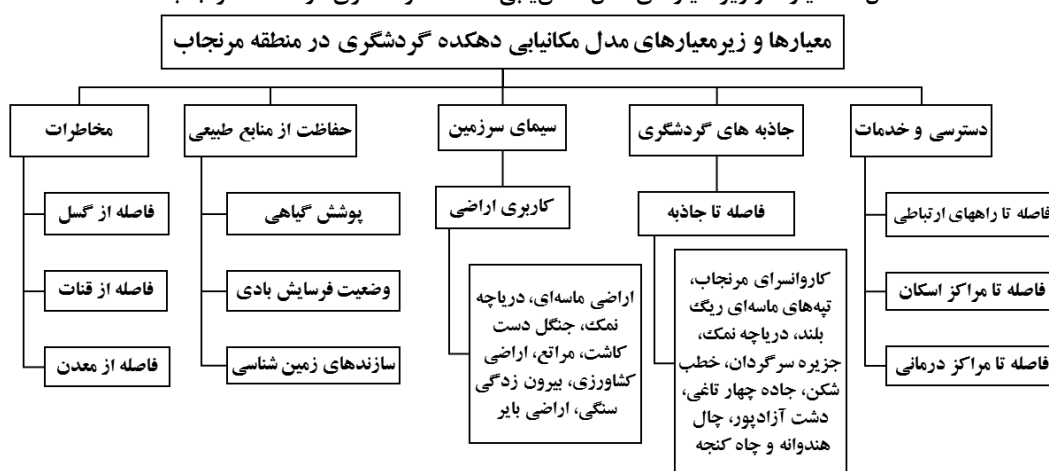 معیارها و زیرمعیارهای مدل مکانیابی دهکده گردشگری در منطقه مرنجاب
دسترسی و خدمات
فاصله تا راههای ارتباطی
فاصله تا مراکز اسکان
فاصله تا مراکز درمانی
جاذبه های گردشگری
فاصله تا جاذبه
کاروانسرای مرنجاب،
تپه‌های ماسه‌ای ریگ
بلند، دریاچه نمک،
جزیره سرگردان، خطب
شکن، جاده چهار تاغی،
دشت آزادپور، چال
هندوانه و چاه کنجه
سیمای سرزمین
کاربری اراضی
اراضی ماسه‌ای، دریاچه
نمک، جنگل دست
کاشت، مراتع، اراضی
کشاورزی، بیرون زدگی
سنگی، اراضی بایر
حفاظت از منابع طبیعی
پوشش گیاهی
وضعیت فرسایش بادی
سازندهای زمین شناسی
مخاطرات
فاصله از گسل
فاصله از قنات
فاصله از معدن